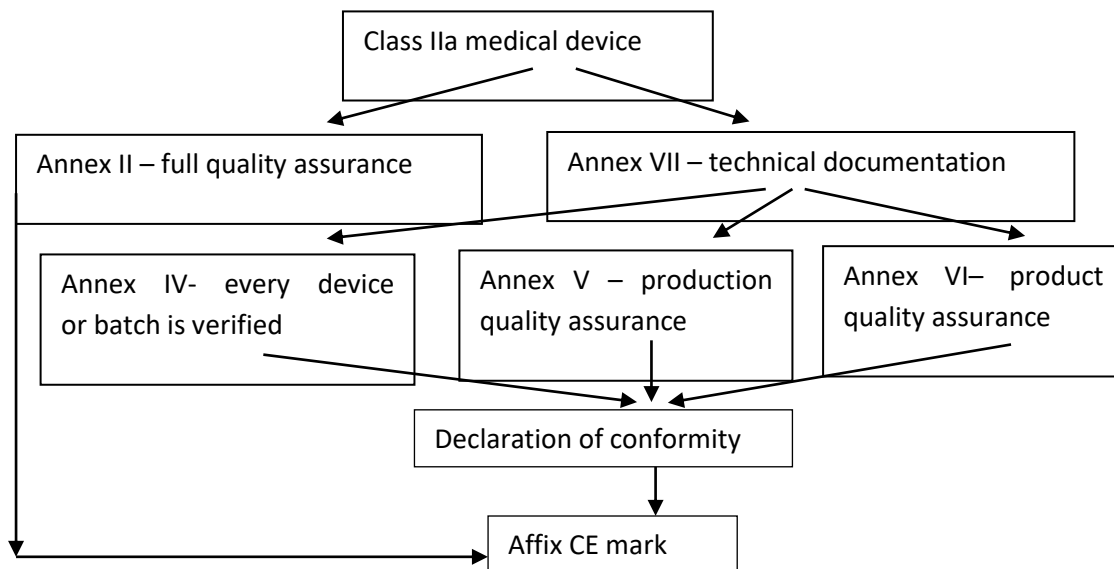 Class IIa medical device
Annex II – full quality assurance
Annex VII – technical documentation
Annex IV- every device
or batch is verified
Annex V – production
quality assurance
Annex VI– product
quality assurance
Declaration of conformity
Affix CE mark